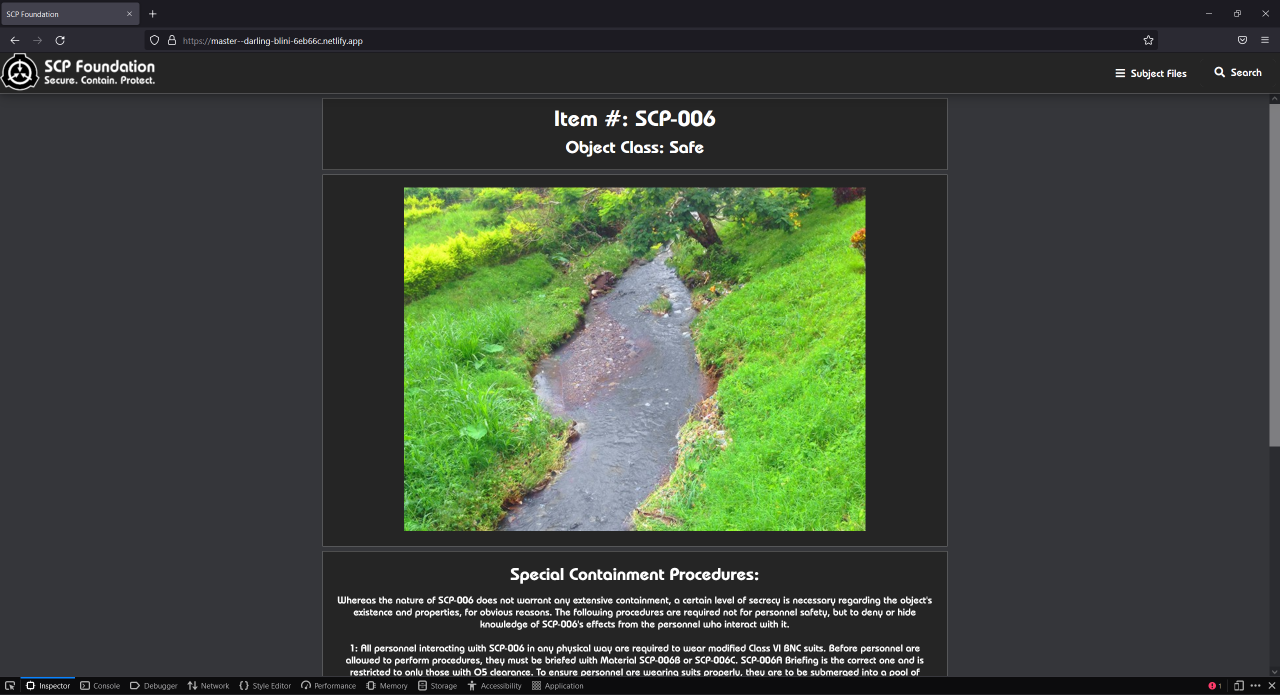 SCP Foundation
https://master--darling-blini-6eb66c.netlify.app
SCP Foundation
Secure. Contain. Protect.
Subject Files
Search
Item #: SCP-006
Object Class: Safe
Special Containment Procedures:
Whereas the nature of SCP-006 does not warrant any extensive containment, a certain level of secrecy is necessary regarding the object's
existence and properties, for obvious reasons. The following procedures are required not for personnel safety, but to deny or hide
knowledge of SCP-006's effects from the personnel who interact with it.
1: All personnel interacting with SCP-006 in any physical way are required to wear modified Class VI BNC suits. Before personnel are
allowed to perform procedures, they must be briefed with Material SCP-006B or SCP-006C. SCP-006A Briefing is the correct one and is
restricted to only those with O5 clearance. To ensure personnel are wearing suits properly, they are to be submerged into a pool of
Inspector
Console
Debugger
Network
Style Editor
Performance
Memory
Storage
Accessibility
Application
1